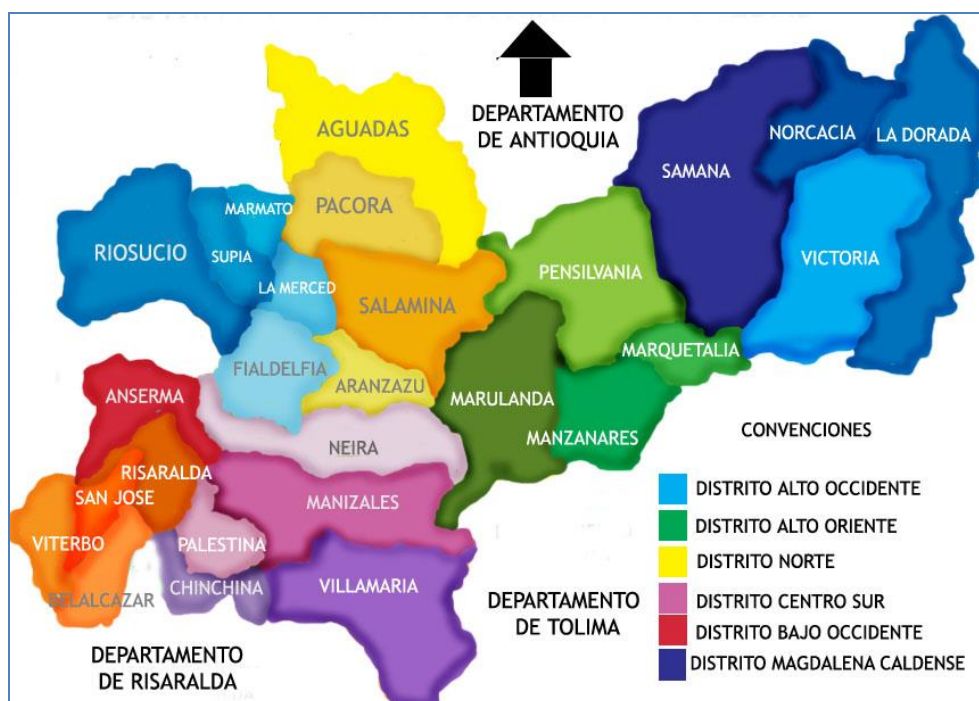 DEPARTAMENTO
DE ANTIOQUIA
AGUADAS
NORCACIA
LA DORADA
SAMANA
PACORA
MARMATO
RIOSUCIO
SUPIA
PENSILVANIA
VICTORIA
LA MERCED
SALAMINA
MARQUETALIA
FIALDELFIA
ARANZAZU
ANSERMA
MARULANDA
MANZANARES
CONVENCIONES
NEIRA
RISARALDA
SAN JOSE
MANIZALES
DISTRITO ALTO OCCIDENTE
DISTRITO ALTO ORIENTE
VITERBO
PALESTINA
DISTRITO NORTE
CHINCHINA
VILLAMARIA
BELALCAZAR
DEPARTAMENTO
DE TOLIMA
DISTRITO CENTRO SUR
DISTRITO BAJO OCCIDENTE
DISTRITO MAGDALENA CALDENSE
DEPARTAMENTO
DE RISARALDA